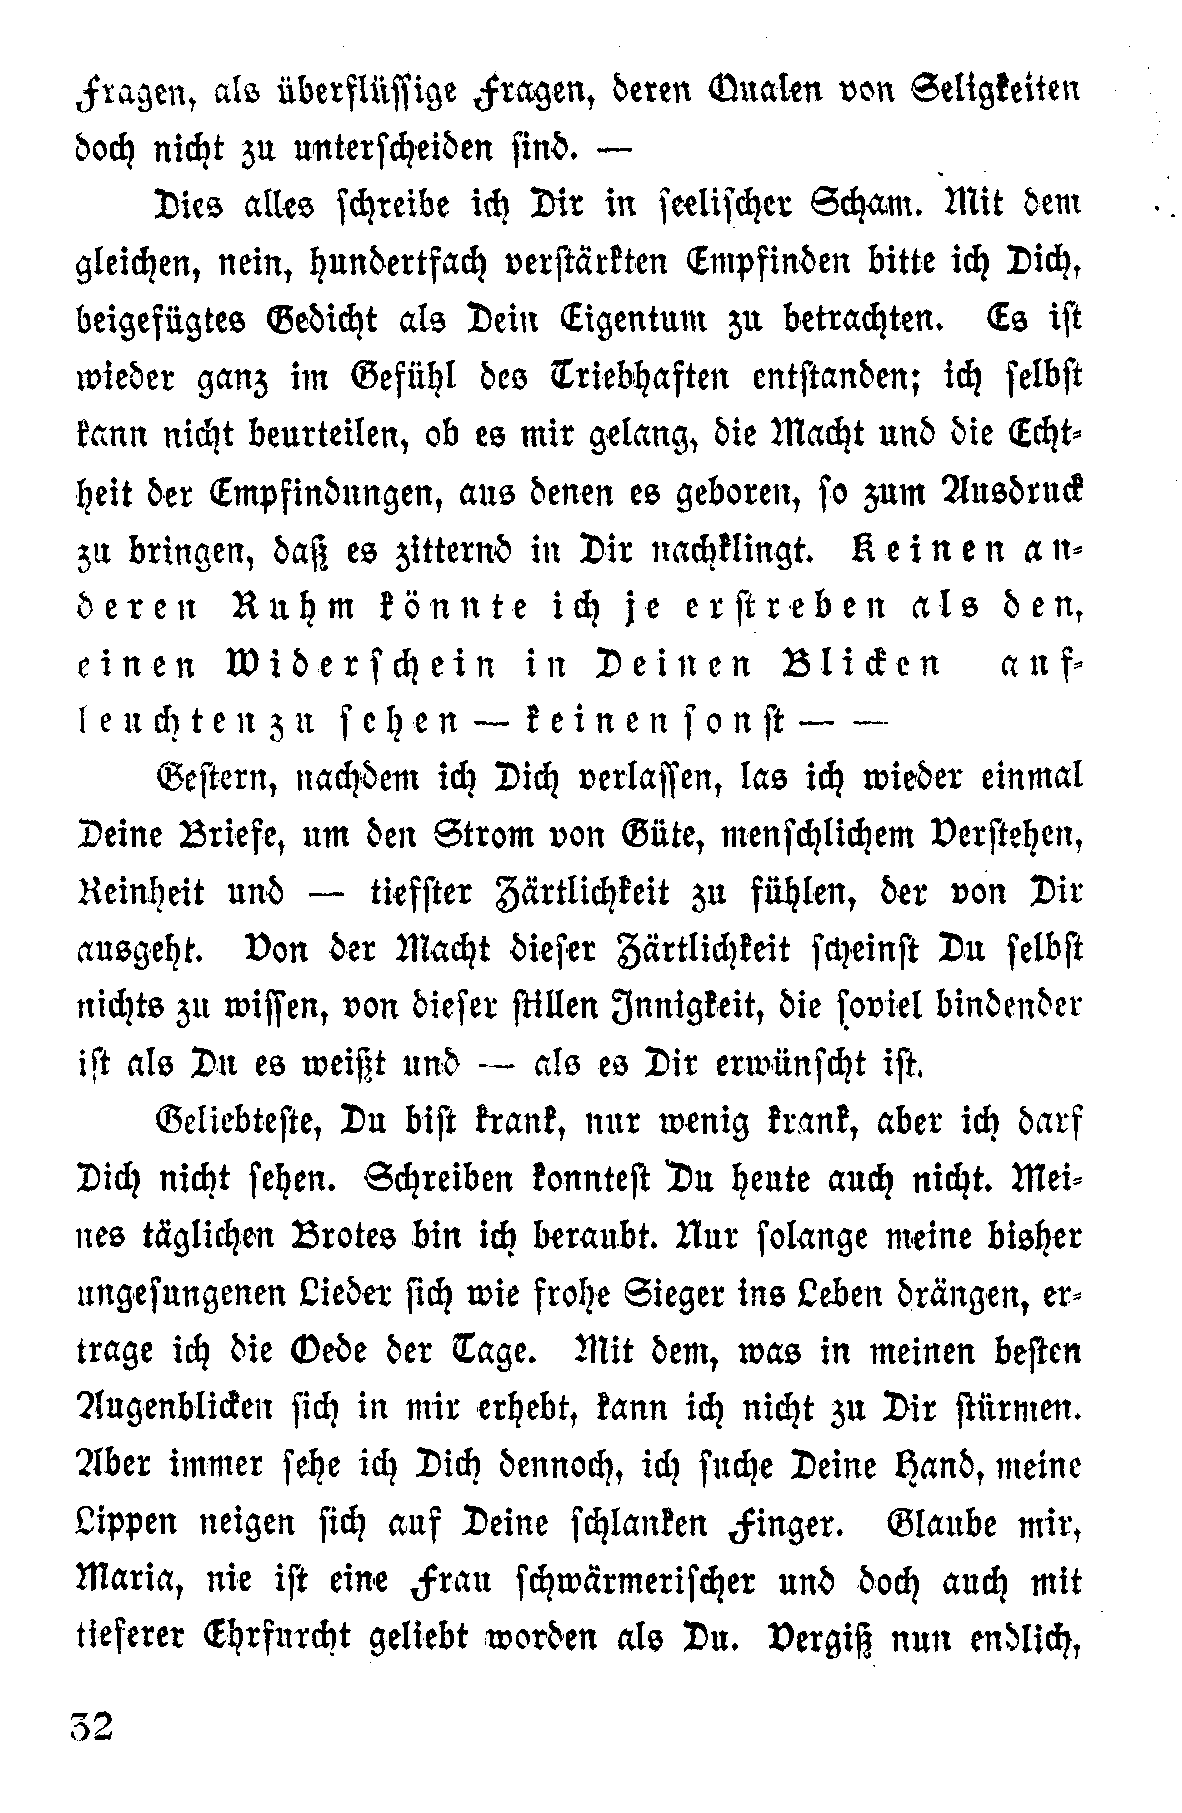 Fragen, als überflüssige Fragen, deren Qualen von Seligkeiten
doch nicht zu unterscheiden sind. —
Dies alles schreibe ich Dir in seelischer Scham. Mit dem
gleichen, nein, hundertfach verstärkten Empfinden bitte ich Dich,
beigefügtes Gedicht als Dein Eigentum zu betrachten. Es ist
wieder ganz im Gefühl des Triebhaften entstanden; ich selbst
kann nicht beurteilen, ob es mir gelang, die Macht und die Echt-
heit der Empfindungen, aus denen es geboren, so zum Ausdruck
zu bringen, daß es zitternd in Dir nachklingt. Keinen an-
deren Ruhm könnte ich je erstreben als den,
einen Widerschein in Deinen Blicken auf-
leuchten zu sehen — keinen sonst — —
Gestern, nachdem ich Dich verlassen, las ich wieder einmal
Deine Briefe, um den Strom von Güte, menschlichem Verstehen,
Reinheit und — tiefster Zärtlichkeit zu fühlen, der von Dir
ausgeht. Von der Macht dieser Zärtlichkeit scheinst Du selbst
nichts zu wissen, von dieser stillen Innigkeit, die soviel bindender
ist als Du es weißt und — als es Dir erwünscht ist.
Geliebteste, Du bist krank, nur wenig krank, aber ich darf
Dich nicht sehen. Schreiben konntest Du heute auch nicht. Mei-
nes täglichen Brotes bin ich beraubt. Nur solange meine bisher
ungesungenen Lieder sich wie frohe Sieger ins Leben drängen, er-
trage ich die Oede der Tage. Mit dem, was in meinen besten
Augenblicken sich in mir erhebt, kann ich nicht zu Dir stürmen.
Aber immer sehe ich Dich dennoch, ich suche Deine Hand, meine
Lippen neigen sich auf Deine schlanken Finger. Glaube mir,
Maria, nie ist eine Frau schwärmerischer und doch auch mit
tieferer Ehrfurcht geliebt worden als Du. Vergiß nun endlich,
32